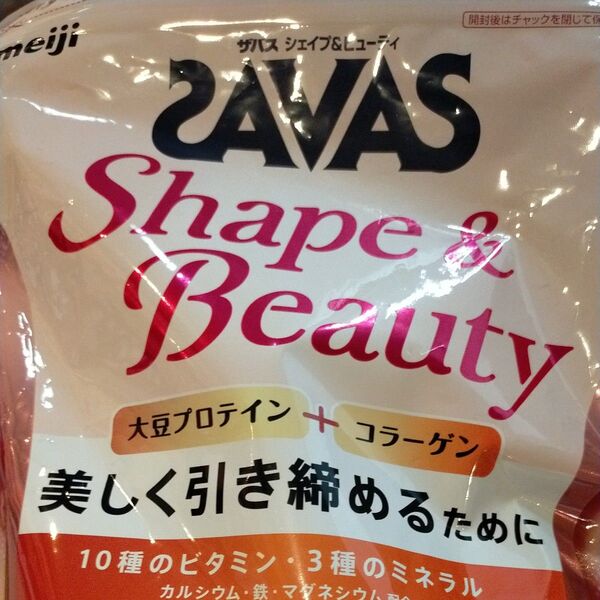 meiji
開封後はチャックを閉じて保
ザバス シェイプ&ビューティ
SAVAS
Shape &
Beauty
大豆プロテイン + コラーゲン
美しく引き締めるために
10種のビタミン・3種のミネラル
カルシウム・鉄・マグネシウム配合